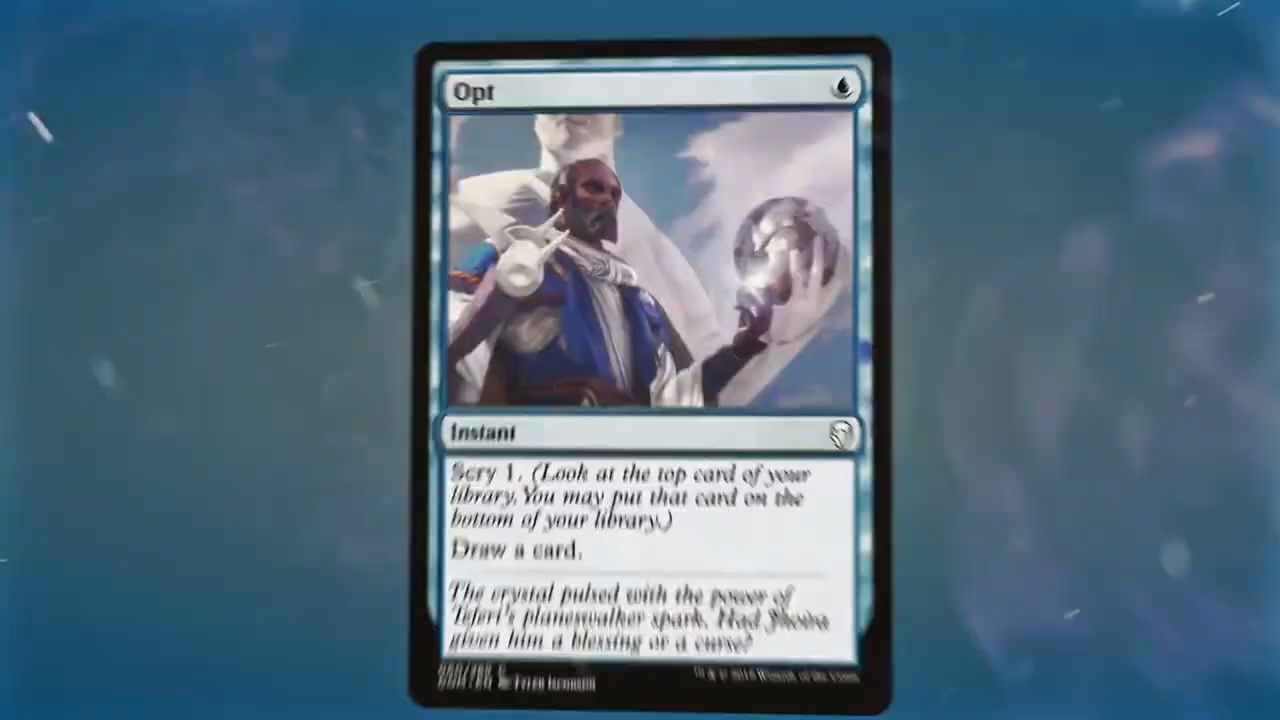 Opt
Instant
Scry 1. (Look at the top card of your
library. You may put that card on the
bottom of your library.)
Draw a card.
The crystal pulsed with the power of
Teferi's planeswalker spark. Had Jhoira
given him a blessing or a curse?